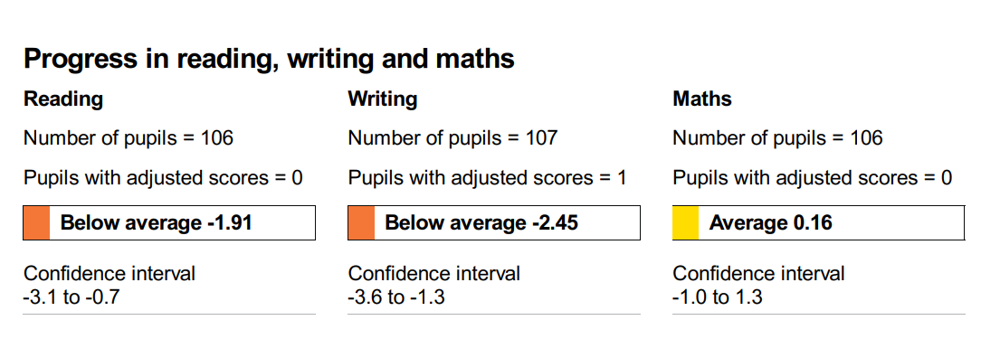 Progress in reading, writing and maths
Reading
Number of pupils = 106
Pupils with adjusted scores = 0
Below average -1.91
Confidence interval
-3.1 to -0.7
Writing
Number of pupils = 107
Pupils with adjusted scores = 1
Below average -2.45
Confidence interval
-3.6 to -1.3
Maths
Number of pupils = 106
Pupils with adjusted scores = 0
Average 0.16
Confidence interval
-1.0 to 1.3